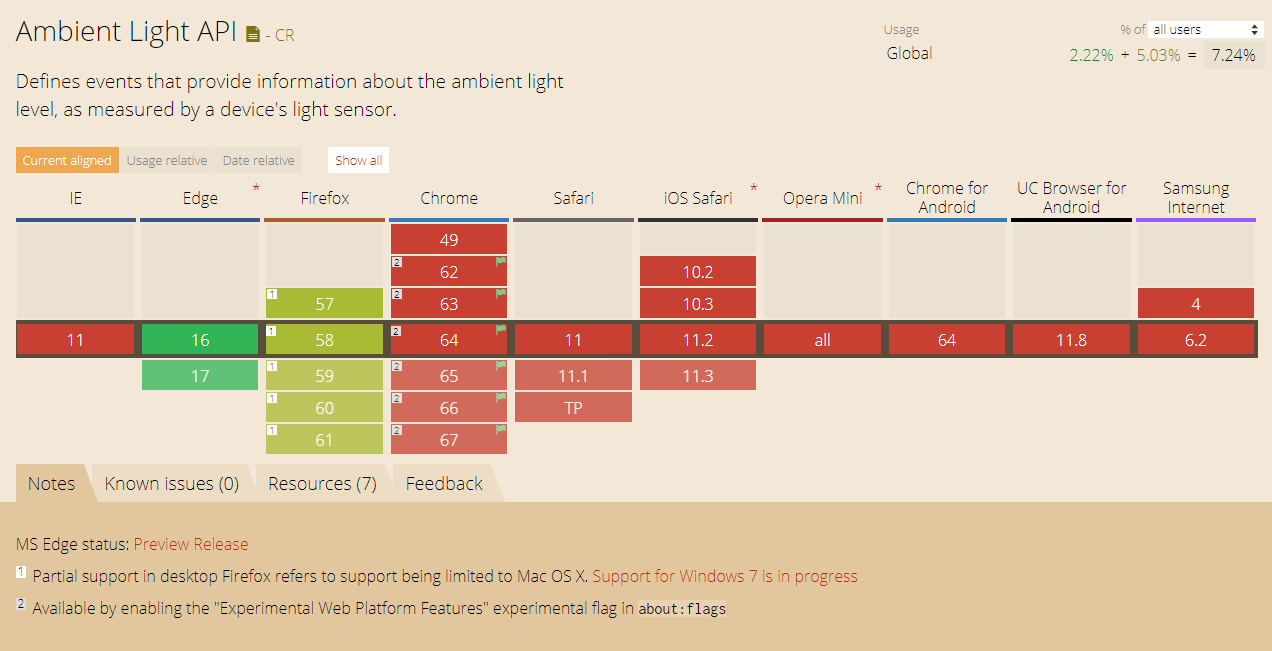 Ambient Light API - CR
Usage % of all users
Global 2.22% + 5.03% = 7.24%
Defines events that provide information about the ambient light
level, as measured by a device's light sensor.
Current aligned Usage relative Date relative Show all
IE Edge * Firefox Chrome Safari iOS Safari * Opera Mini * Chrome for Android UC Browser for Android Samsung Internet
49
2 62 10.2
1 57 2 63 10.3 4
11 16 1 58 2 64 11 11.2 all 64 11.8 6.2
17 1 59 2 65 11.1 11.3
1 60 2 66 TP
1 61 2 67
Notes Known issues (0) Resources (7) Feedback
MS Edge status: Preview Release
1 Partial support in desktop Firefox refers to support being limited to Mac OS X. Support for Windows 7 is in progress
2 Available by enabling the "Experimental Web Platform Features" experimental flag in about:flags